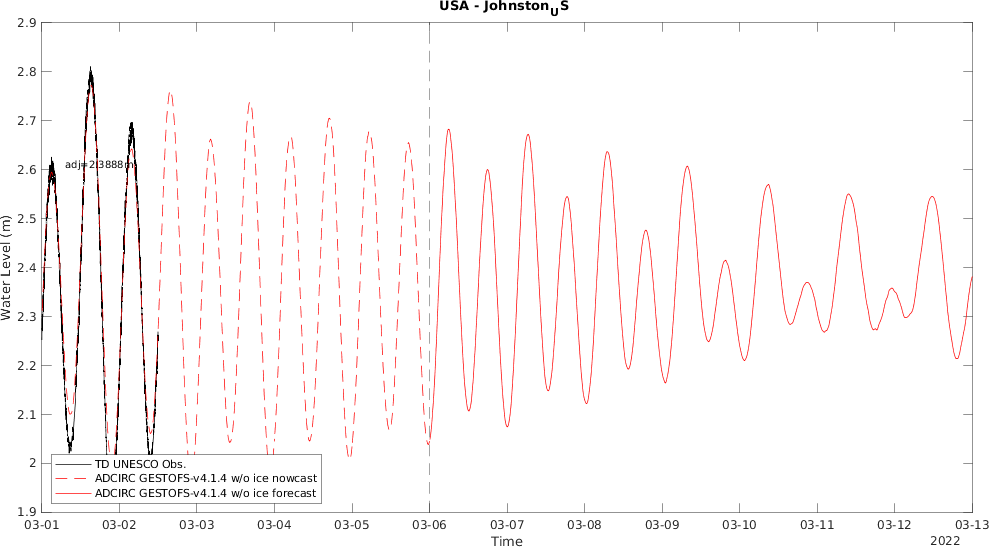 USA - Johnston_US
2.9
2.8
2.7
2.6
2.5
2.4
2.3
2.2
2.1
2
1.9
Water Level (m)
adj=2.3888m
TD UNESCO Obs.
ADCIRC GESTOFS-v4.1.4 w/o ice nowcast
ADCIRC GESTOFS-v4.1.4 w/o ice forecast
03-01 03-02 03-03 03-04 03-05 03-06 03-07 03-08 03-09 03-10 03-11 03-12 03-13
Time
2022